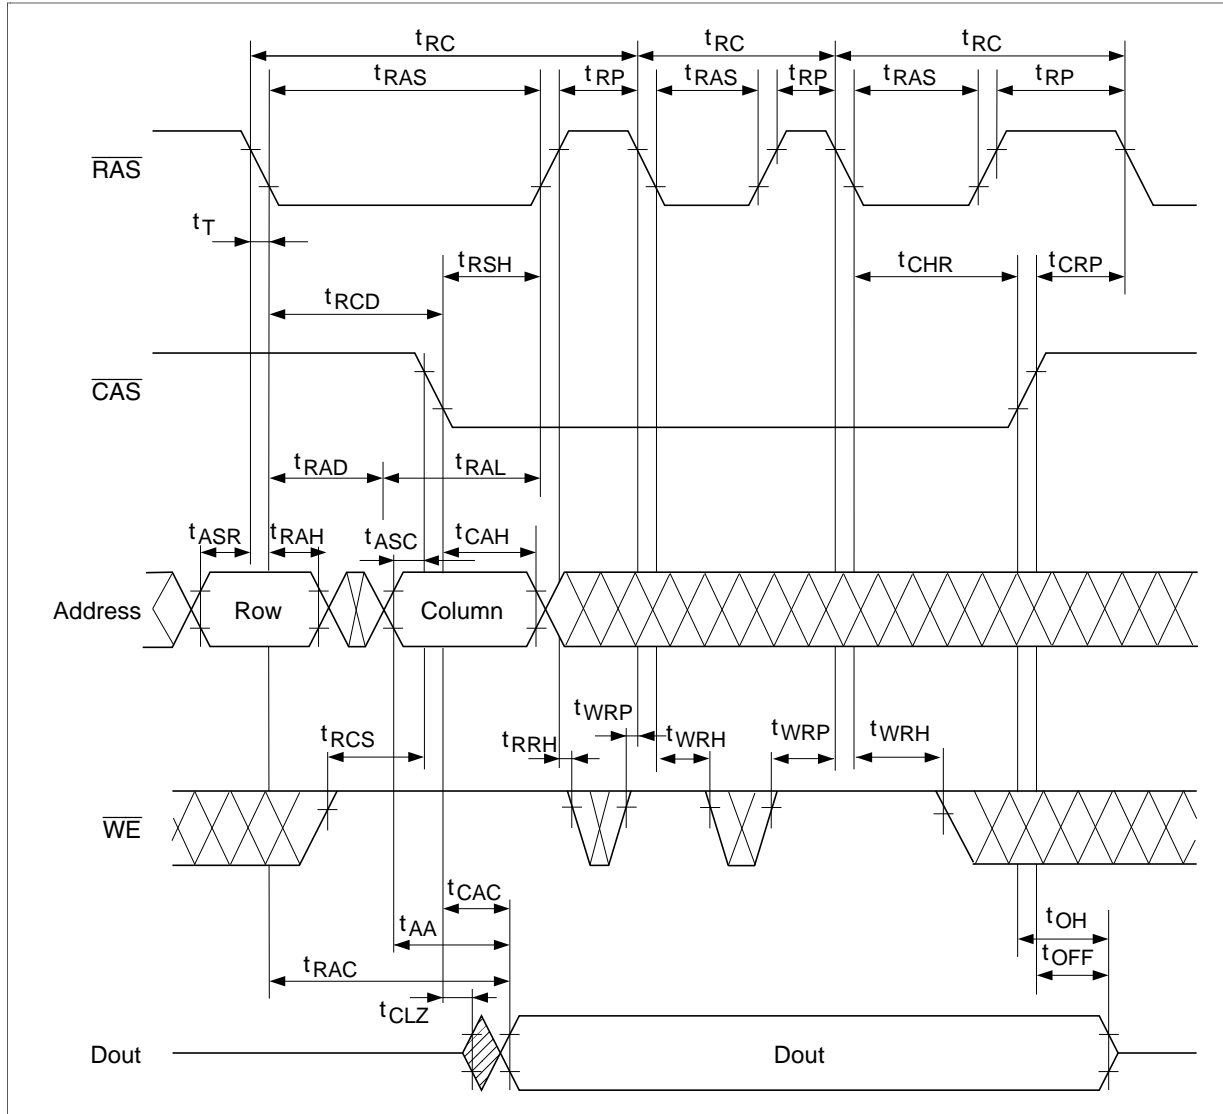 tRC tRC tRC
tRAS tRP tRAS tRP tRAS tRP
RAS
tT
tRSH tCHR tCRP
tRCD
CAS
tRAD tRAL
tASR tRAH tASC tCAH
Address Row Column
tWRP
tRCS tRRH tWRH tWRP tWRH
WE
tCAC
tAA tOH
tRAC tOFF
tCLZ
Dout Dout